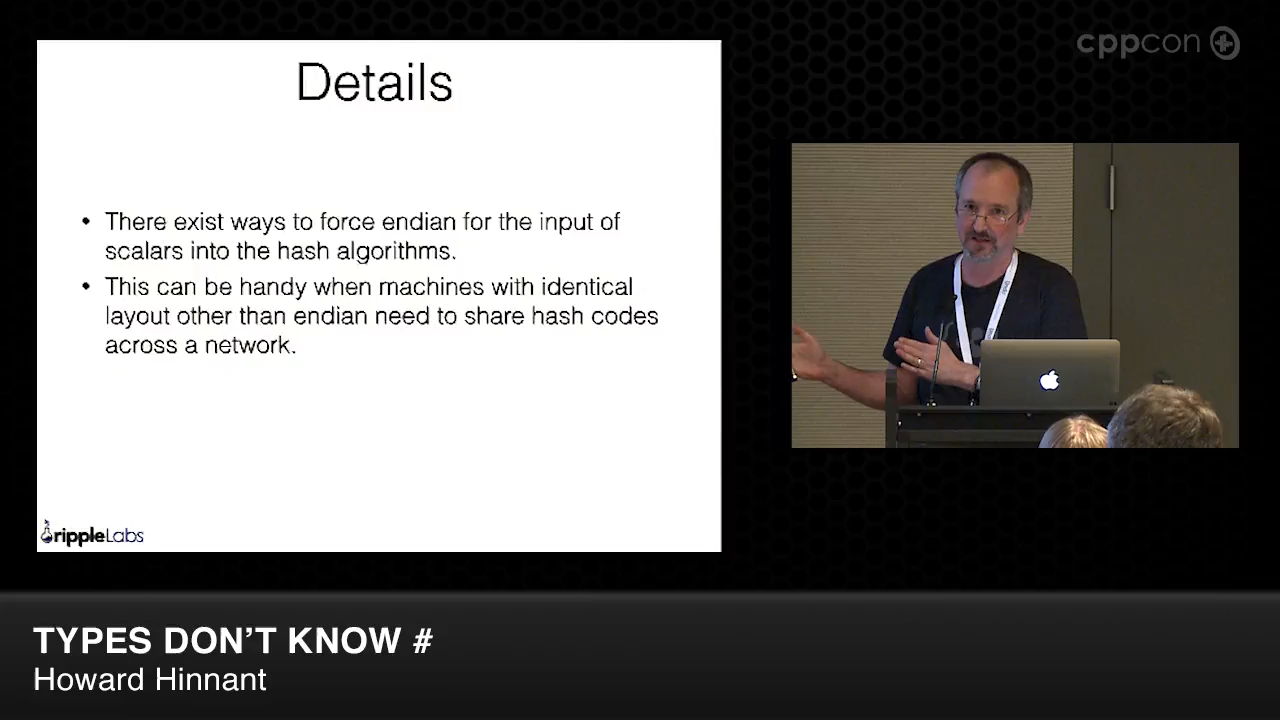 cppcon
Details
• There exist ways to force endian for the input of
scalars into the hash algorithms.
• This can be handy when machines with identical
layout other than endian need to share hash codes
across a network.
rippleLabs
TYPES DON'T KNOW #
Howard Hinnant